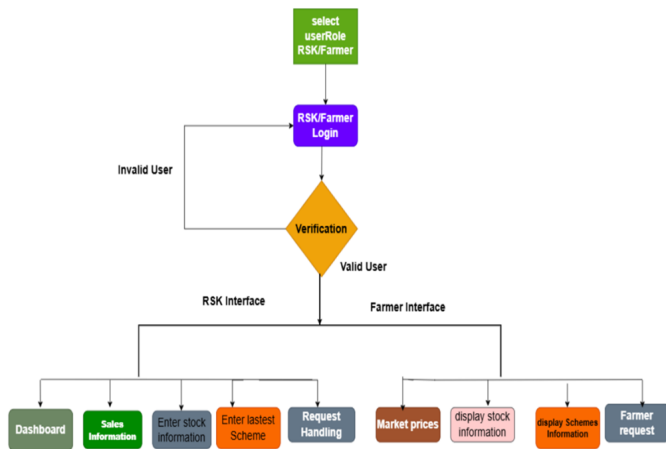 select
userRole
RSK/Farmer
RSK/Farmer
Login
Invalid User
Verification
Valid User
RSK Interface
Farmer Interface
Dashboard
Sales
Information
Enter stock
information
Enter lastest
Scheme
Request
Handling
Market prices
display stock
information
display Schemes
Information
Farmer
request